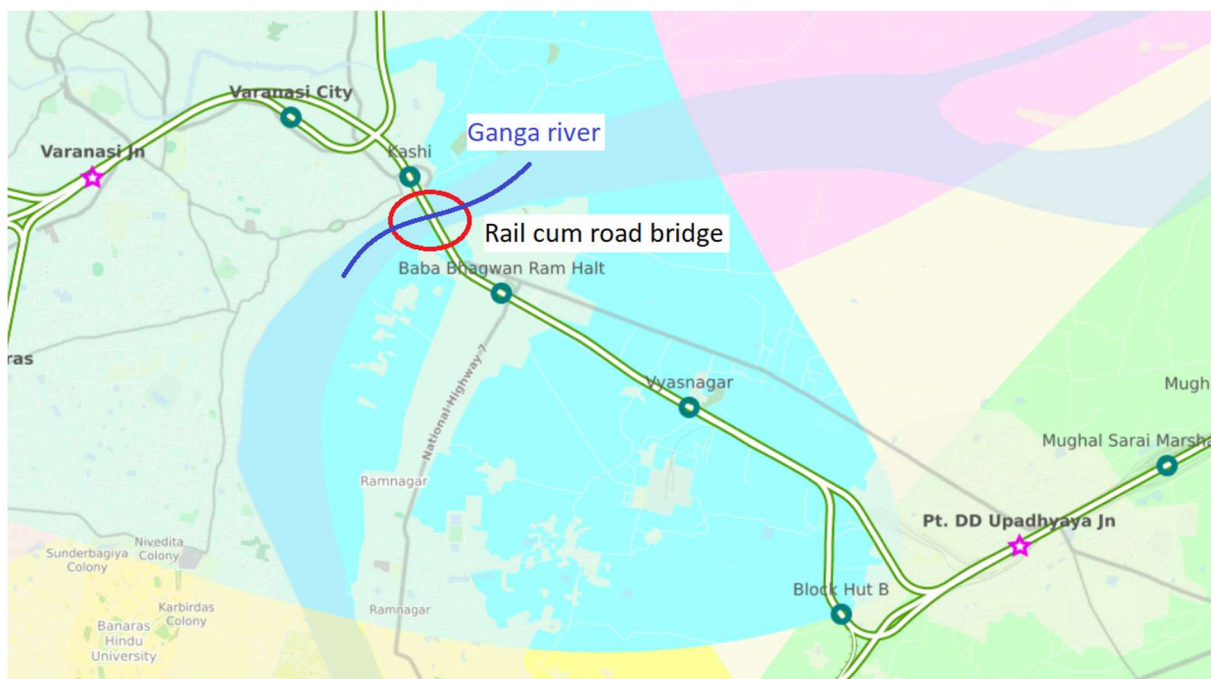 Varanasi City
Ganga river
Varanasi Jn
Kashi
Rail cum road bridge
Baba Bhagwan Ram Halt
ras
National Highway 7
Vyasnagar
Mugh
Mughal Sarai Marsha
Ramnagar
Pt. DD Upadhyaya Jn
Nivedita
Colony
Sunderbagiya
Colony
Block Hut B
Karbirdas
Colony
Ramnagar
Banaras
Hindu
University